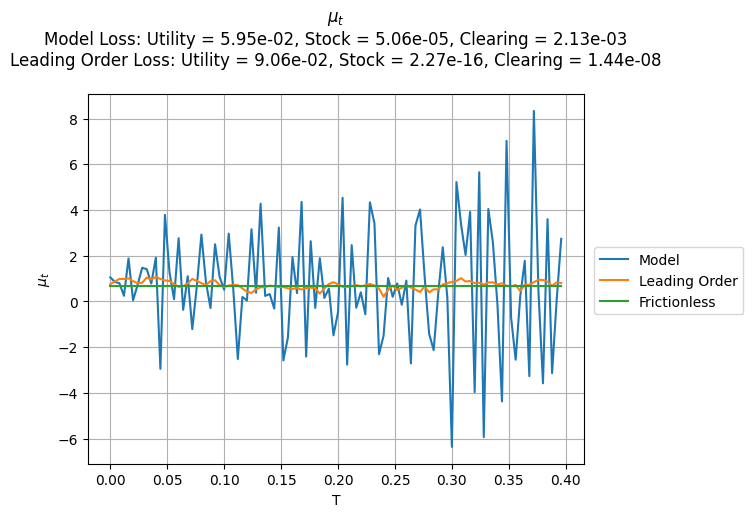 μt
Model Loss: Utility = 5.95e-02, Stock = 5.06e-05, Clearing = 2.13e-03
Leading Order Loss: Utility = 9.06e-02, Stock = 2.27e-16, Clearing = 1.44e-08
8
6
4
2
0
−2
−4
−6
μt
0.00 0.05 0.10 0.15 0.20 0.25 0.30 0.35 0.40
T
Model
Leading Order
Frictionless